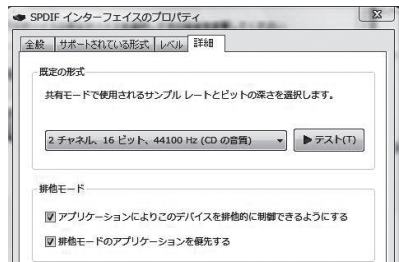 SPDIF インターフェイスのプロパティ
全般 サポートされている形式 レベル 詳細
既定の形式
共有モードで使用されるサンプル レートとビットの深さを選択します。
2 チャネル、16 ビット、44100 Hz (CD の音質) ▶テスト(T)
排他モード
アプリケーションによりこのデバイスを排他的に制御できるようにする
排他モードのアプリケーションを優先する